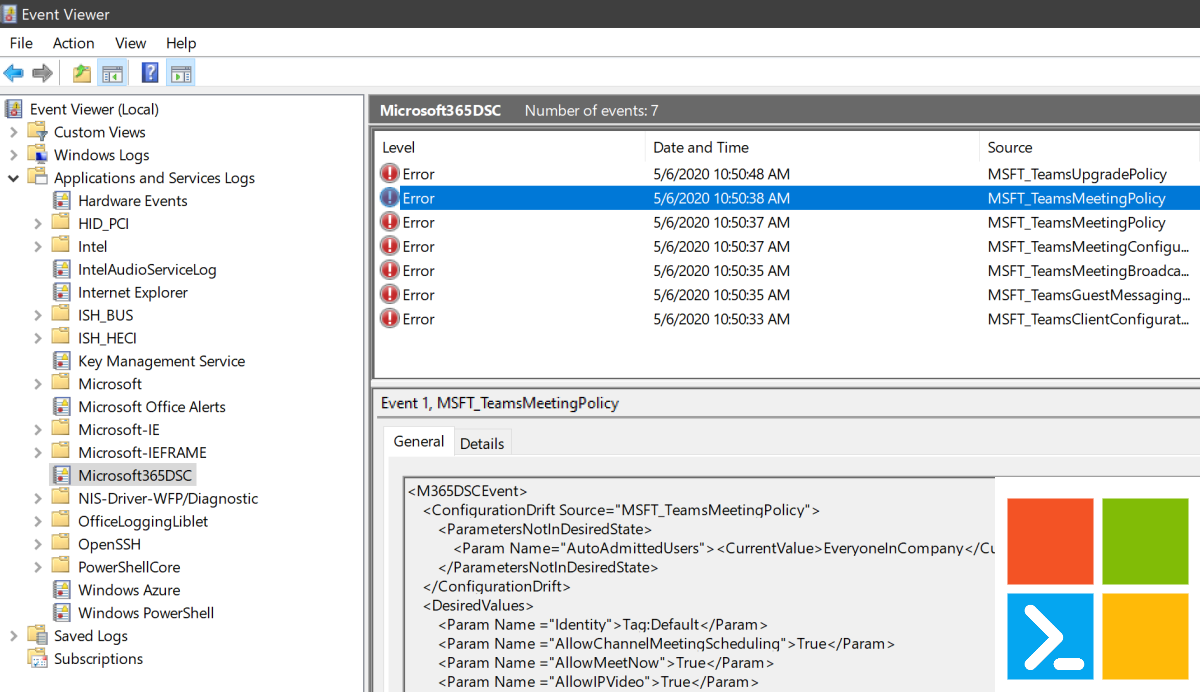 Event Viewer
File Action View Help
Event Viewer (Local)
Custom Views
Windows Logs
Applications and Services Logs
Hardware Events
HID_PCI
Intel
IntelAudioServiceLog
Internet Explorer
ISH_BUS
ISH_HECI
Key Management Service
Microsoft
Microsoft Office Alerts
Microsoft-IE
Microsoft-IEFRAME
Microsoft365DSC
NIS-Driver-WFP/Diagnostic
OfficeLoggingLiblet
OpenSSH
PowerShellCore
Windows Azure
Windows PowerShell
Saved Logs
Subscriptions
Microsoft365DSC Number of events: 7
Level Date and Time Source
Error 5/6/2020 10:50:48 AM MSFT_TeamsUpgradePolicy
Error 5/6/2020 10:50:38 AM MSFT_TeamsMeetingPolicy
Error 5/6/2020 10:50:37 AM MSFT_TeamsMeetingPolicy
Error 5/6/2020 10:50:37 AM MSFT_TeamsMeetingConfigu...
Error 5/6/2020 10:50:35 AM MSFT_TeamsMeetingBroadca...
Error 5/6/2020 10:50:35 AM MSFT_TeamsGuestMessaging...
Error 5/6/2020 10:50:33 AM MSFT_TeamsClientConfigurat...
Event 1, MSFT_TeamsMeetingPolicy
General Details
<M365DSCEvent>
<ConfigurationDrift Source="MSFT_TeamsMeetingPolicy">
<ParametersNotInDesiredState>
<Param Name="AutoAdmittedUsers"><CurrentValue>EveryoneInCompany</Cu
</ParametersNotInDesiredState>
</ConfigurationDrift>
<DesiredValues>
<Param Name ="Identity">Tag:Default</Param>
<Param Name ="AllowChannelMeetingScheduling">True</Param>
<Param Name ="AllowMeetNow">True</Param>
<Param Name ="AllowIPVideo">True</Param>